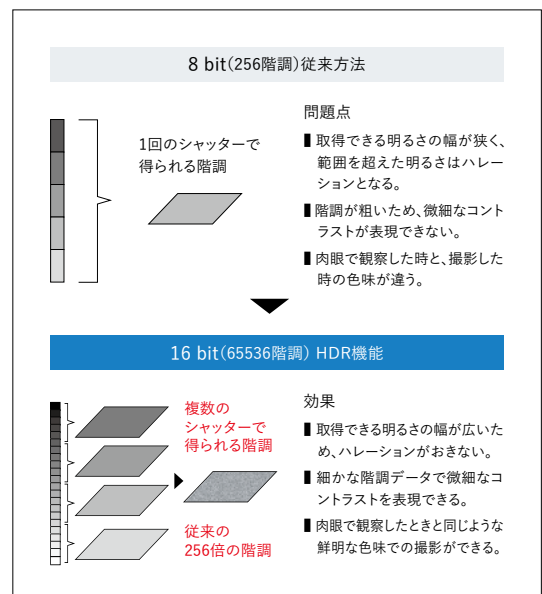 8 bit(256階調)従来方法
1回のシャッターで
得られる階調
問題点
▮取得できる明るさの幅が狭く、
範囲を超えた明るさはハレー
ションとなる。
▮階調が粗いため、微細なコント
ラストが表現できない。
▮肉眼で観察した時と、撮影した
時の色味が違う。
16 bit(65536階調) HDR機能
複数の
シャッターで
得られる階調
従来の
256倍の階調
効果
▮取得できる明るさの幅が広いた
め、ハレーションがおきない。
▮細かな階調データで微細なコ
ントラストを表現できる。
▮肉眼で観察したときと同じような
鮮明な色味での撮影ができる。